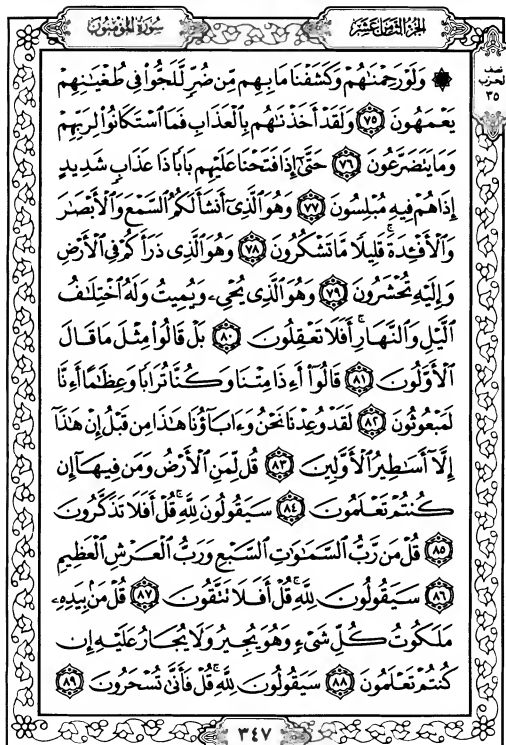 الجزء الثامن عشر
سورة المؤمنون
نصف
الحزب
٣٥
۞ وَلَوْ رَحِمْنَٰهُمْ وَكَشَفْنَا مَا بِهِم مِّن ضُرٍّ لَّلَجُّواْ فِى طُغْيَٰنِهِمْ
يَعْمَهُونَ ٧٥ وَلَقَدْ أَخَذْنَٰهُم بِٱلْعَذَابِ فَمَا ٱسْتَكَانُواْ لِرَبِّهِمْ
وَمَا يَتَضَرَّعُونَ ٧٦ حَتَّىٰٓ إِذَا فَتَحْنَا عَلَيْهِم بَابًا ذَا عَذَابٍ شَدِيدٍ
إِذَا هُمْ فِيهِ مُبْلِسُونَ ٧٧ وَهُوَ ٱلَّذِىٓ أَنشَأَ لَكُمُ ٱلسَّمْعَ وَٱلْأَبْصَٰرَ
وَٱلْأَفْـِٔدَةَ ۚ قَلِيلًا مَّا تَشْكُرُونَ ٧٨ وَهُوَ ٱلَّذِى ذَرَأَكُمْ فِى ٱلْأَرْضِ
وَإِلَيْهِ تُحْشَرُونَ ٧٩ وَهُوَ ٱلَّذِى يُحْىِۦ وَيُمِيتُ وَلَهُ ٱخْتِلَٰفُ
ٱلَّيْلِ وَٱلنَّهَارِ ۚ أَفَلَا تَعْقِلُونَ ٨٠ بَلْ قَالُواْ مِثْلَ مَا قَالَ
ٱلْأَوَّلُونَ ٨١ قَالُوٓاْ أَءِذَا مِتْنَا وَكُنَّا تُرَابًا وَعِظَٰمًا أَءِنَّا
لَمَبْعُوثُونَ ٨٢ لَقَدْ وُعِدْنَا نَحْنُ وَءَابَآؤُنَا هَٰذَا مِن قَبْلُ إِنْ هَٰذَآ
إِلَّآ أَسَٰطِيرُ ٱلْأَوَّلِينَ ٨٣ قُل لِّمَنِ ٱلْأَرْضُ وَمَن فِيهَآ إِن
كُنتُمْ تَعْلَمُونَ ٨٤ سَيَقُولُونَ لِلَّهِ ۚ قُلْ أَفَلَا تَذَكَّرُونَ
٨٥ قُلْ مَن رَّبُّ ٱلسَّمَٰوَٰتِ ٱلسَّبْعِ وَرَبُّ ٱلْعَرْشِ ٱلْعَظِيمِ
٨٦ سَيَقُولُونَ لِلَّهِ ۚ قُلْ أَفَلَا تَتَّقُونَ ٨٧ قُلْ مَنۢ بِيَدِهِۦ
مَلَكُوتُ كُلِّ شَىْءٍ وَهُوَ يُجِيرُ وَلَا يُجَارُ عَلَيْهِ إِن
كُنتُمْ تَعْلَمُونَ ٨٨ سَيَقُولُونَ لِلَّهِ ۚ قُلْ فَأَنَّىٰ تُسْحَرُونَ ٨٩
٣٤٧